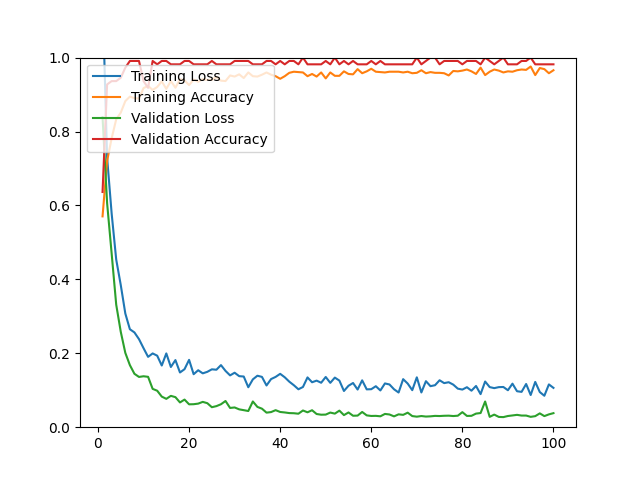 1.0
0.8
0.6
0.4
0.2
0.0
Training Loss
Training Accuracy
Validation Loss
Validation Accuracy
0 20 40 60 80 100